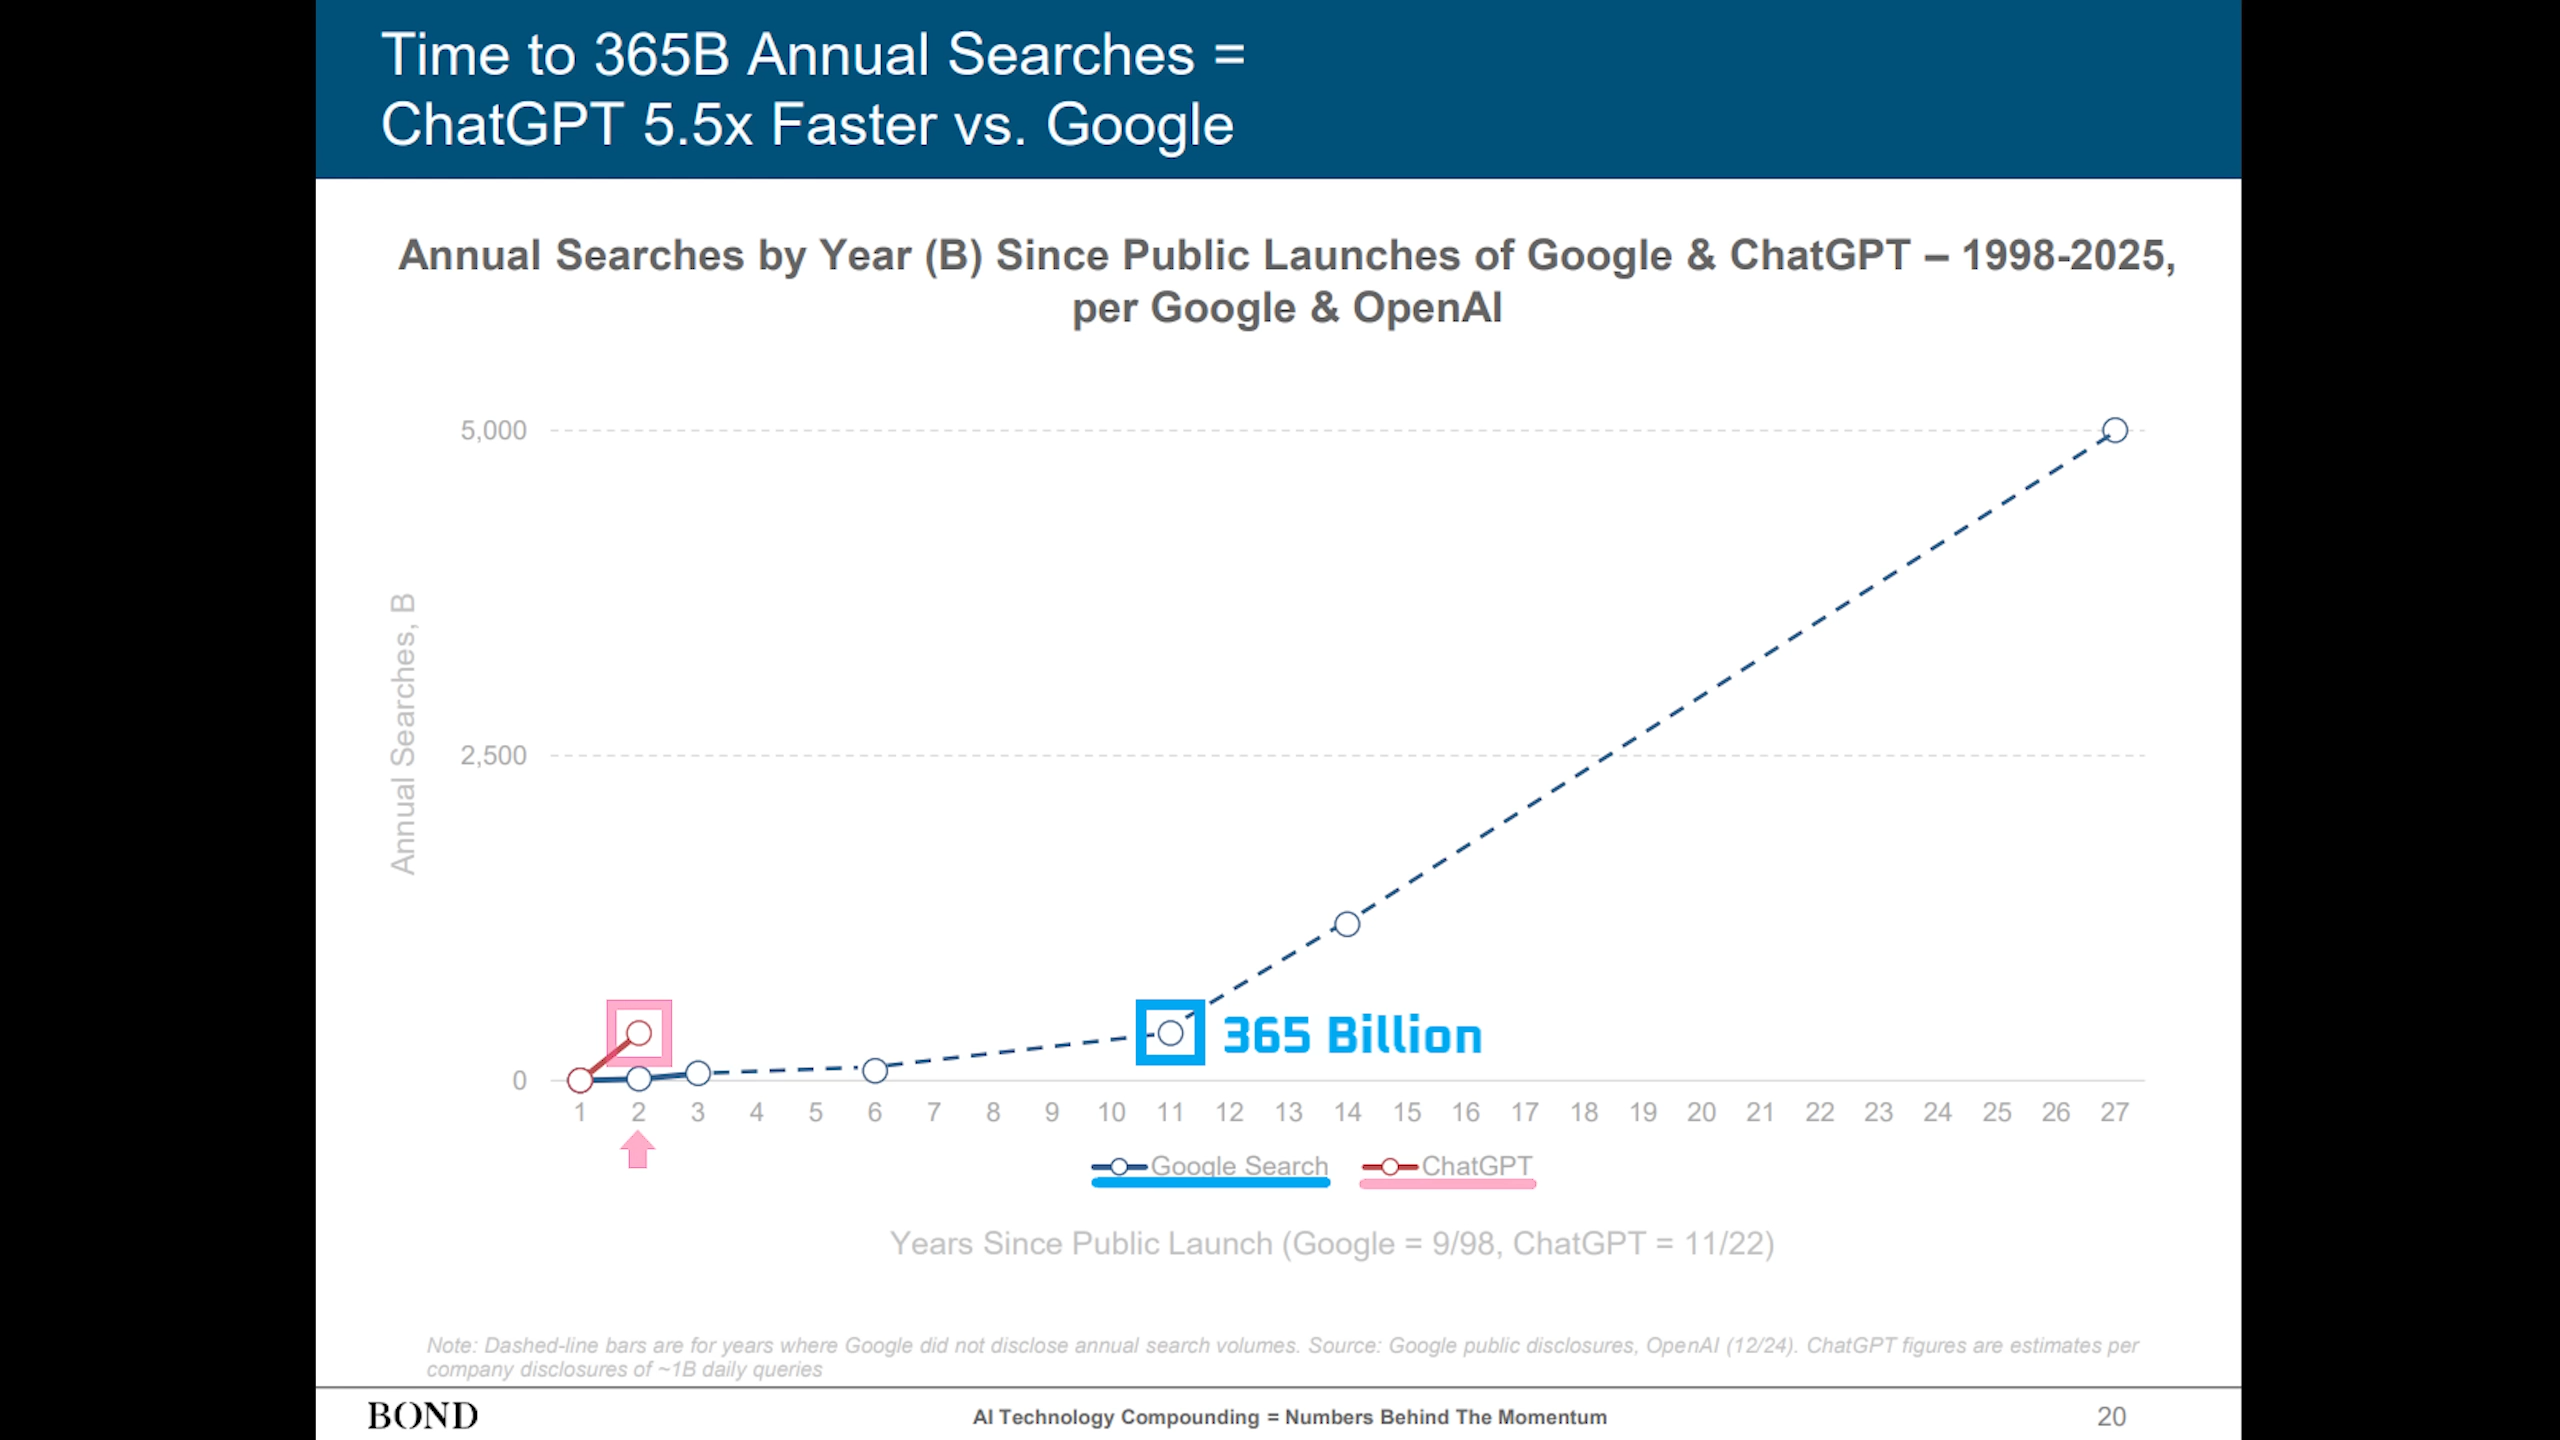 Time to 365B Annual Searches =
ChatGPT 5.5x Faster vs. Google
Annual Searches by Year (B) Since Public Launches of Google & ChatGPT – 1998-2025,
per Google & OpenAI
Annual Searches, B
5,000
2,500
0
365 Billion
1 2 3 4 5 6 7 8 9 10 11 12 13 14 15 16 17 18 19 20 21 22 23 24 25 26 27
Google Search ChatGPT
Years Since Public Launch (Google = 9/98, ChatGPT = 11/22)
Note: Dashed-line bars are for years where Google did not disclose annual search volumes. Source: Google public disclosures, OpenAI (12/24). ChatGPT figures are estimates per
company disclosures of ~1B daily queries
BOND AI Technology Compounding = Numbers Behind The Momentum 20